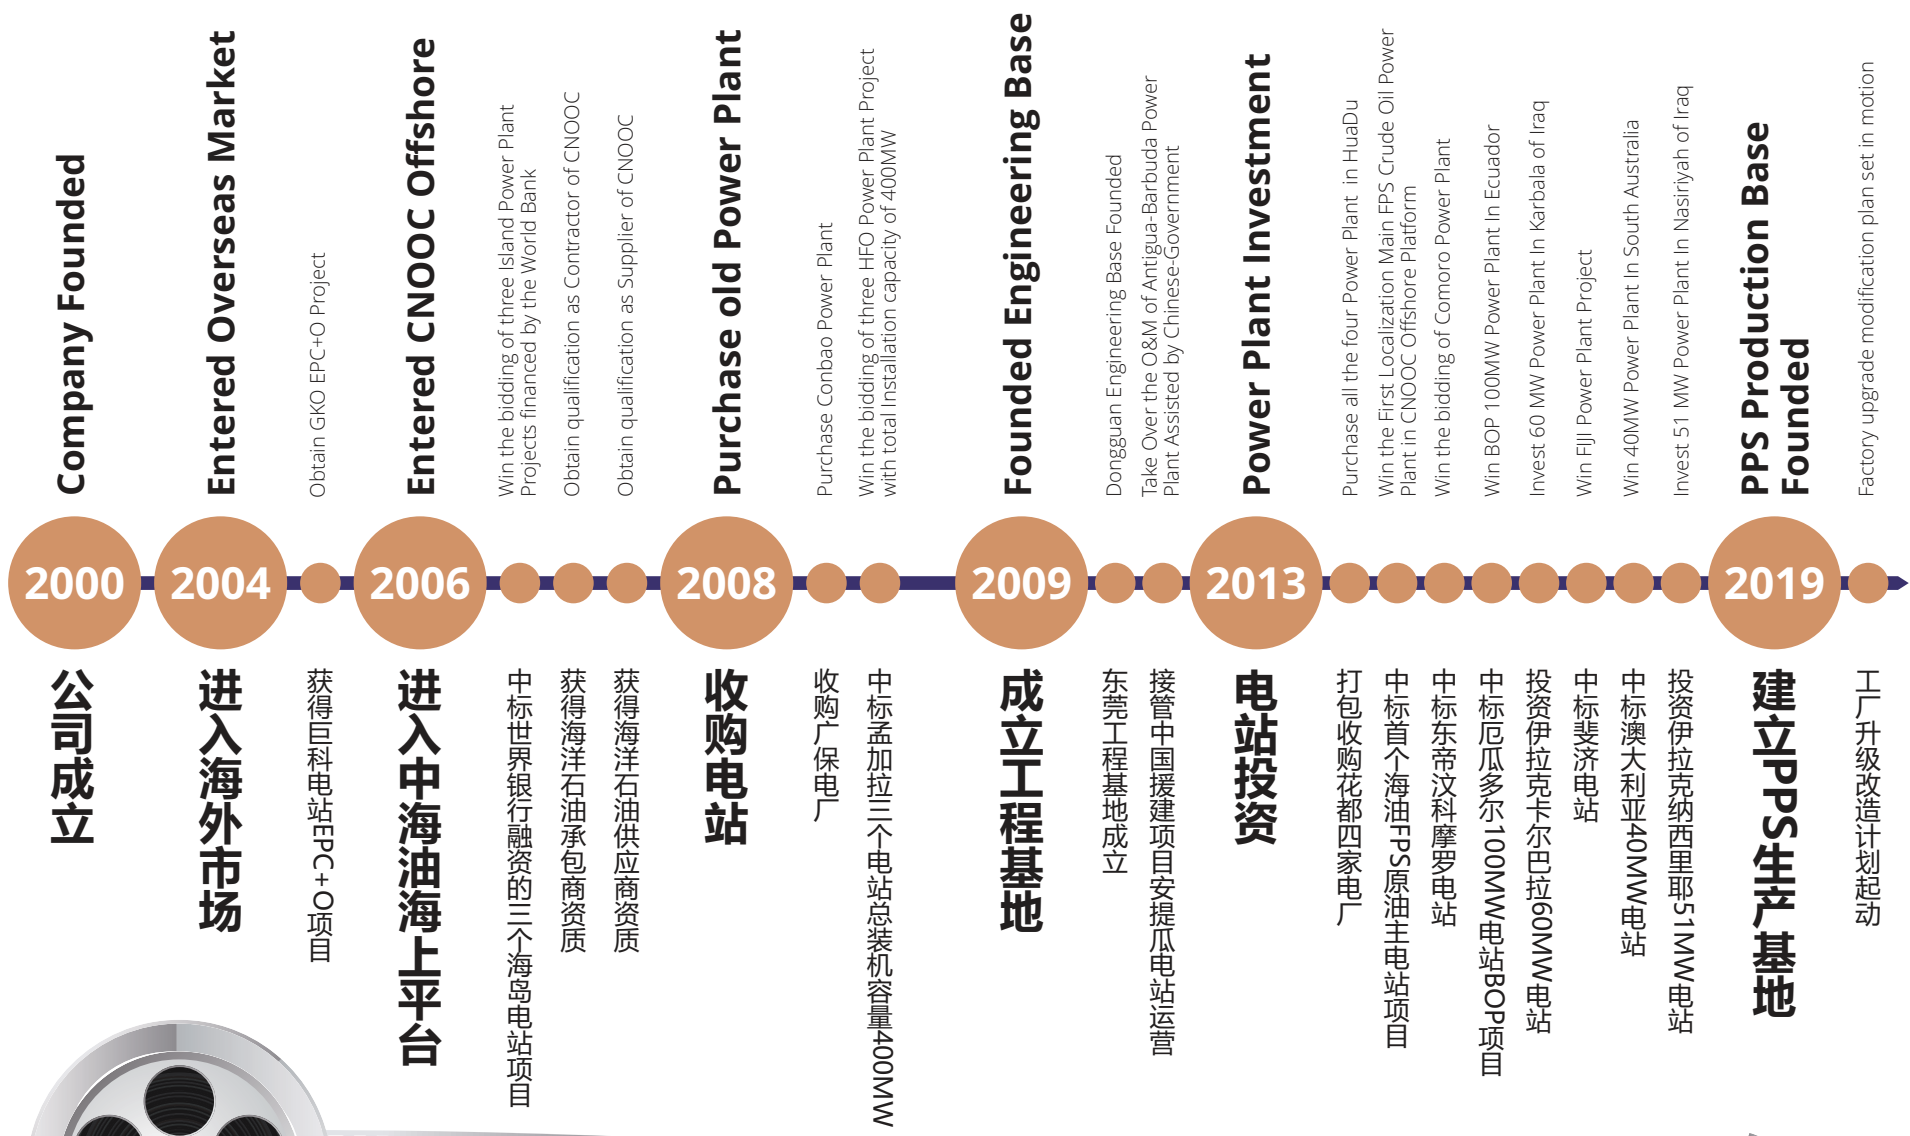 Company Founded
Entered Overseas Market
Obtain GKO EPC+O Project
Entered CNOOC Offshore
Win the bidding of three Island Power Plant
Projects financed by the World Bank
Obtain qualification as Contractor of CNOOC
Obtain qualification as Supplier of CNOOC
Purchase old Power Plant
Purchase Conbao Power Plant
Win the bidding of three HFO Power Plant Project
with total Installation capacity of 400MW
Founded Engineering Base
Dongguan Engineering Base Founded
Take Over the O&M of Antigua-Barbuda Power
Plant Assisted by Chinese-Government
Power Plant Investment
Purchase all the four Power Plant in HuaDu
Win the First Localization Main FPS Crude Oil Power
Plant in CNOOC Offshore Platform
Win the bidding of Comoro Power Plant
Win BOP 100MW Power Plant In Ecuador
Invest 60 MW Power Plant In Karbala of Iraq
Win FIJI Power Plant Project
Win 40MW Power Plant In South Australia
Invest 51 MW Power Plant In Nasiriyah of Iraq
PPS Production Base
Founded
Factory upgrade modification plan set in motion
2000
2004
2006
2008
2009
2013
2019
公司成立
进入海外市场
获得巨科电站EPC+O项目
进入中海油海上平台
中标世界银行融资的三个海岛电站项目
获得海洋石油承包商资质
获得海洋石油供应商资质
收购电站
收购广保电厂
中标孟加拉三个电站总装机容量400MW
成立工程基地
东莞工程基地成立
接管中国援建项目安提瓜电站运营
电站投资
打包收购花都四家电厂
中标首个海油FPS原油主电站项目
中标东帝汶科摩罗电站
中标厄瓜多尔100MW电站BOP项目
投资伊拉克卡尔巴拉60MW电站
中标斐济电站
中标澳大利亚40MW电站
投资伊拉克纳西里耶51MW电站
建立PPS生产基地
工厂升级改造计划起动